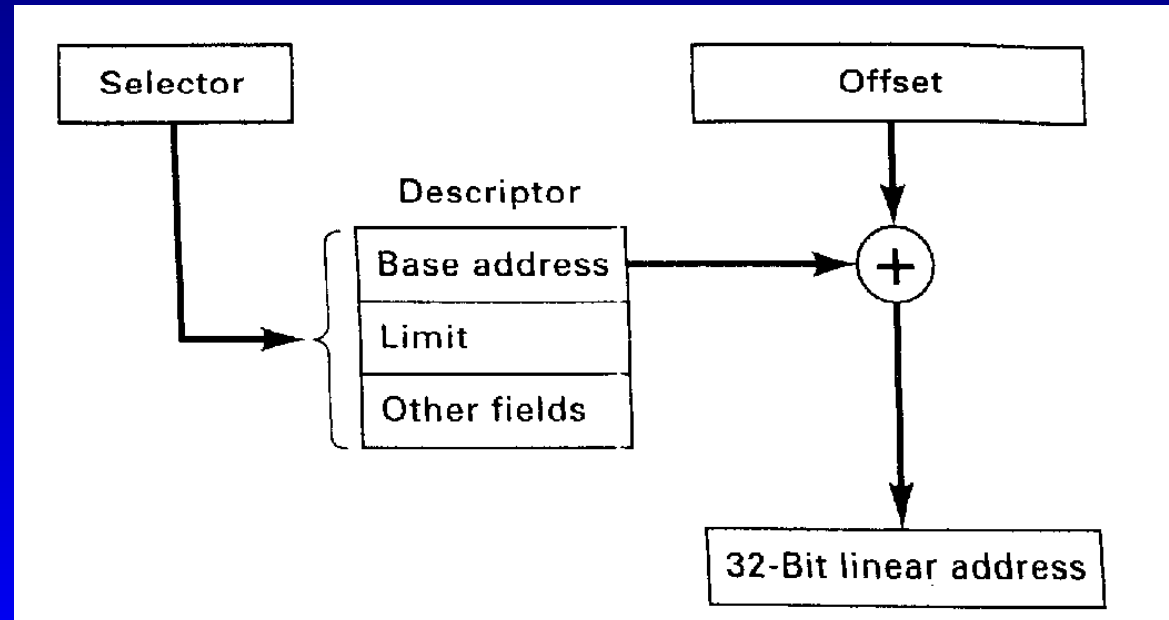 Selector
Offset
Descriptor
Base address
+
Limit
Other fields
32-Bit linear address